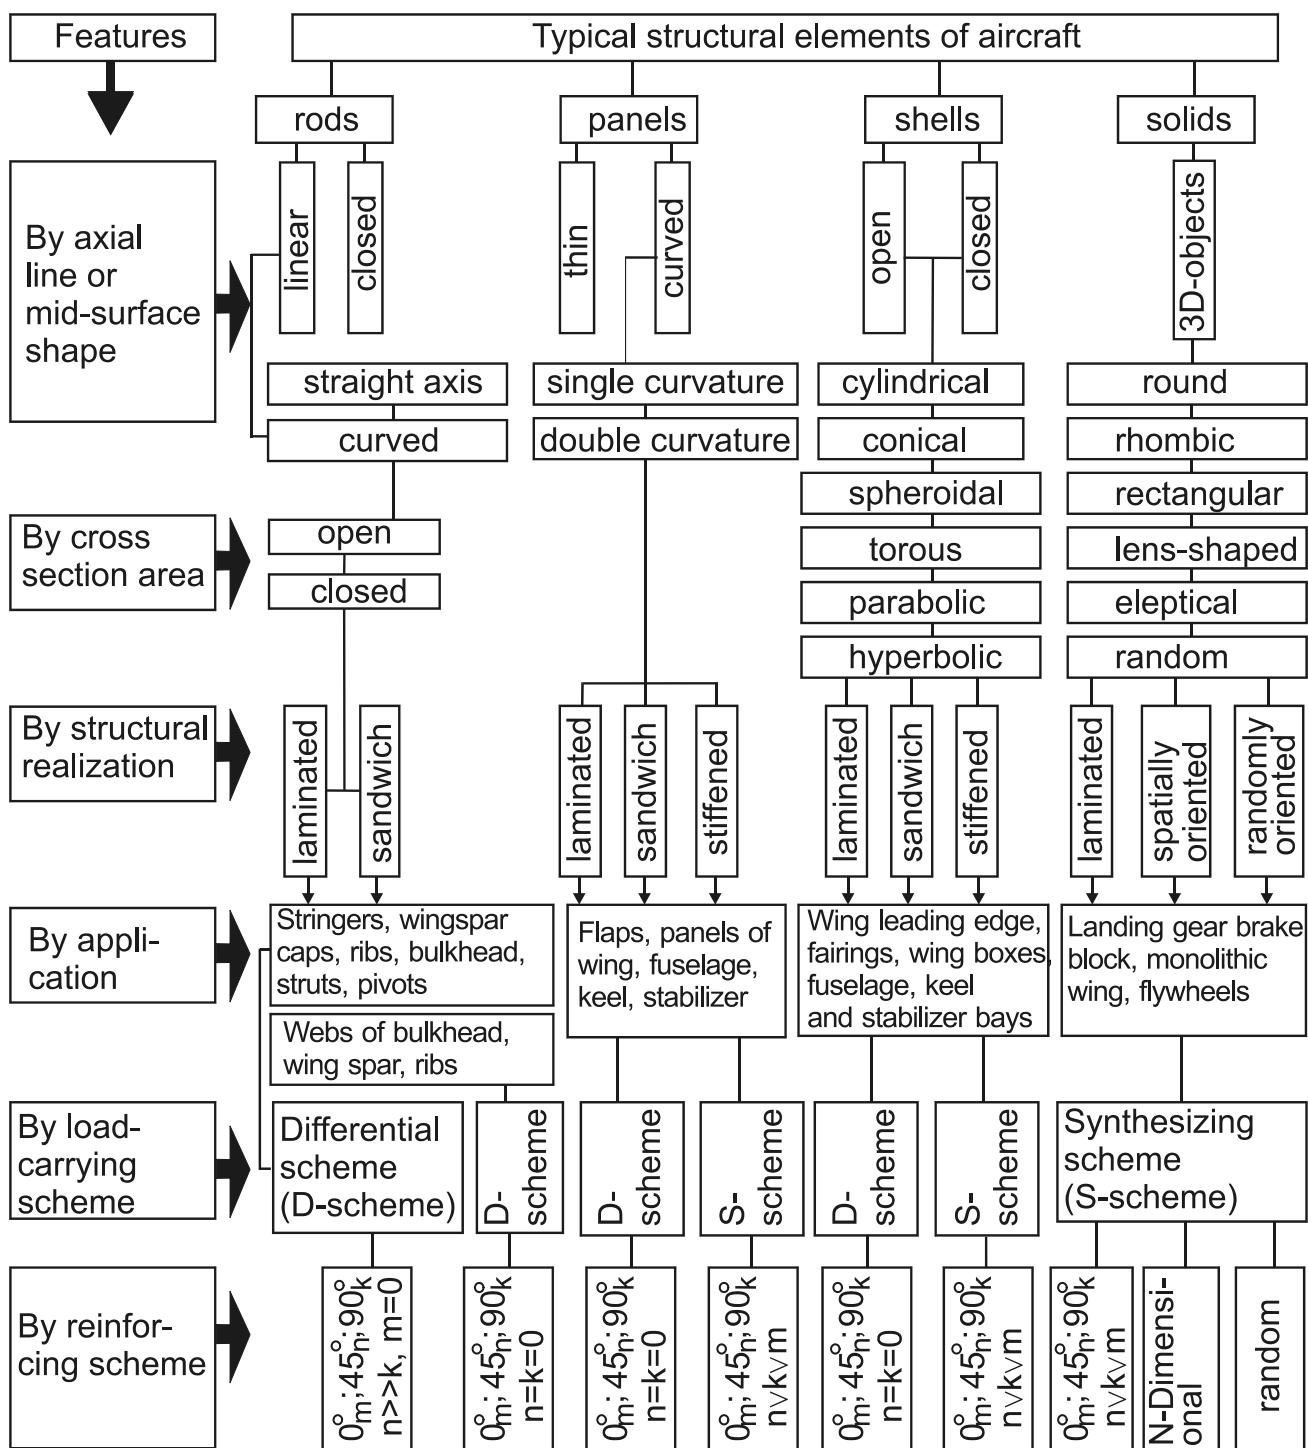 Features
Typical structural elements of aircraft
rods
panels
shells
solids
By axial
line or
mid-surface
shape
linear
closed
thin
curved
open
closed
3D-objects
straight axis
single curvature
cylindrical
round
curved
double curvature
conical
rhombic
spheroidal
rectangular
By cross
section area
open
torous
lens-shaped
closed
parabolic
eleptical
hyperbolic
random
By structural
realization
laminated
sandwich
laminated
sandwich
stiffened
laminated
sandwich
stiffened
laminated
spatially
oriented
randomly
oriented
By appli-
cation
Stringers, wingspar
caps, ribs, bulkhead,
struts, pivots
Webs of bulkhead,
wing spar, ribs
Flaps, panels of
wing, fuselage,
keel, stabilizer
Wing leading edge,
fairings, wing boxes,
fuselage, keel
and stabilizer bays
Landing gear brake
block, monolithic
wing, flywheels
By load-
carrying
scheme
Differential
scheme
(D-scheme)
D-
scheme
D-
scheme
S-
scheme
D-
scheme
S-
scheme
Synthesizing
scheme
(S-scheme)
By reinfor-
cing scheme
0°m; 45°n; 90°k
n>>k, m=0
0°m; 45°n; 90°k
n=k=0
0°m; 45°n; 90°k
n=k=0
0°m; 45°n; 90°k
n∨k∨m
0°m; 45°n; 90°k
n=k=0
0°m; 45°n; 90°k
n∨k∨m
0°m; 45°n; 90°k
n∨k∨m
N-Dimensi-
onal
random